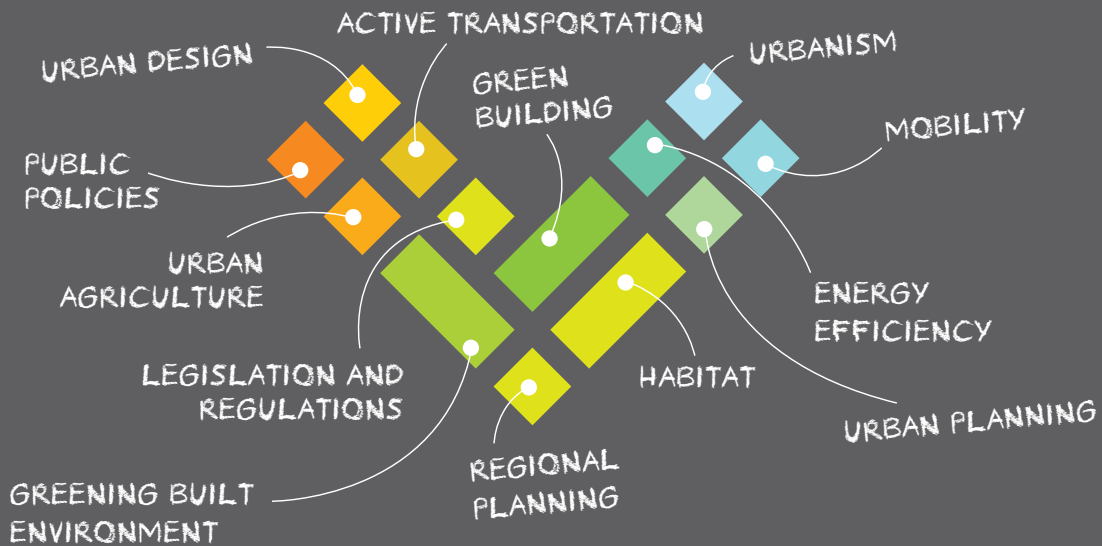 ACTIVE TRANSPORTATION
URBAN DESIGN
URBANISM
GREEN
BUILDING
MOBILITY
PUBLIC
POLICIES
URBAN
AGRICULTURE
ENERGY
EFFICIENCY
LEGISLATION AND
REGULATIONS
HABITAT
URBAN PLANNING
REGIONAL
PLANNING
GREENING BUILT
ENVIRONMENT